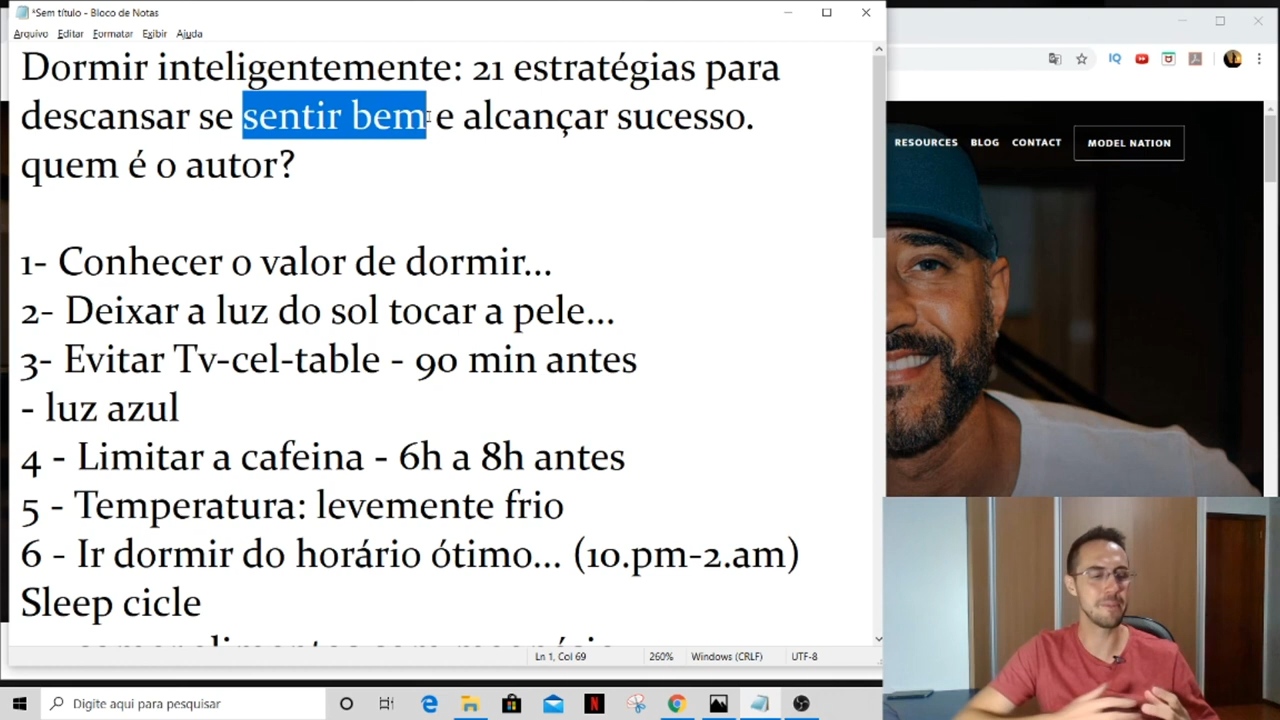 *Sem título - Bloco de Notas
Arquivo Editar Formatar Exibir Ajuda
Dormir inteligentemente: 21 estratégias para
descansar se sentir bem e alcançar sucesso.
quem é o autor?
1- Conhecer o valor de dormir...
2- Deixar a luz do sol tocar a pele...
3- Evitar Tv-cel-table - 90 min antes
- luz azul
4 - Limitar a cafeina - 6h a 8h antes
5 - Temperatura: levemente frio
6 - Ir dormir do horário ótimo... (10.pm-2.am)
Sleep cicle
Ln 1, Col 69 260% Windows (CRLF) UTF-8
IQ
RESOURCES BLOG CONTACT MODEL NATION
Digite aqui para pesquisar